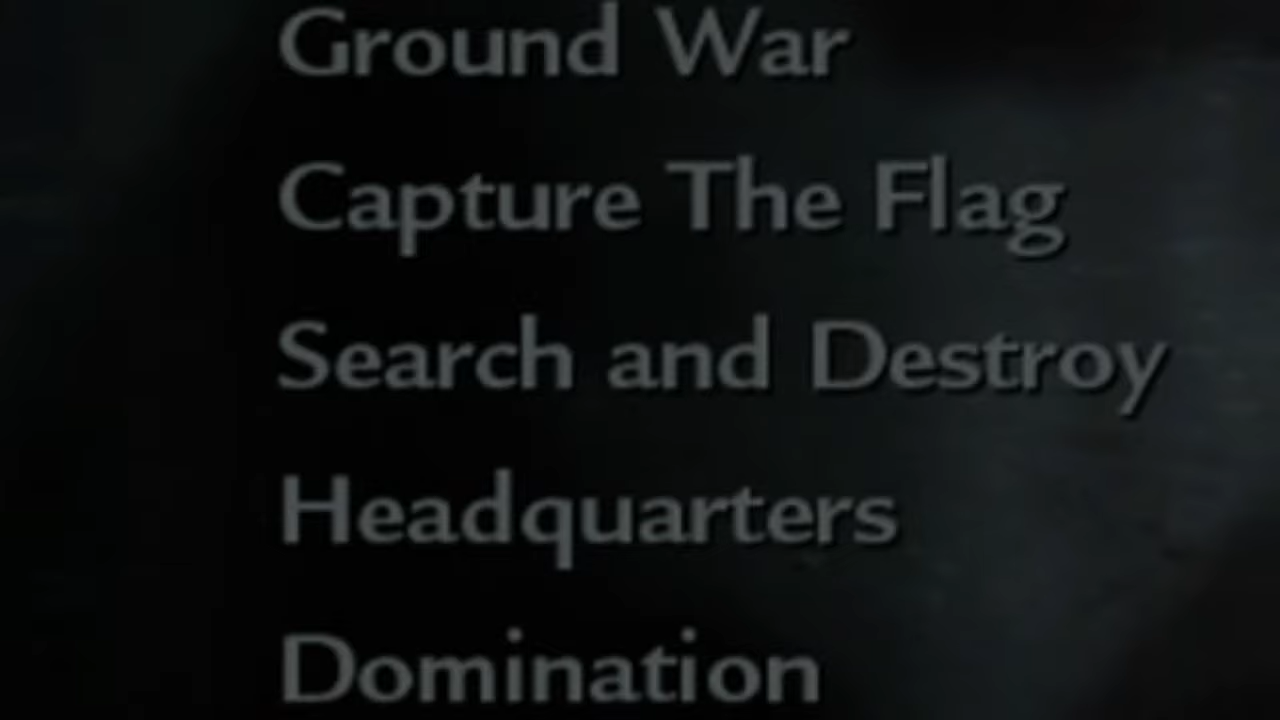 Ground War
Capture The Flag
Search and Destroy
Headquarters
Domination